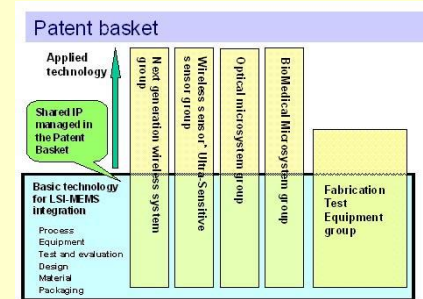 Patent basket
Applied
technology
Shared IP
managed in
the Patent
Basket
Next generation wireless system
group
Wireless sensor* Ultra-Sensitive
sensor group
Optical microsystem group
BioMedical Microsystem group
Fabrication
Test
Equipment
group
Basic technology
for LSI-MEMS
integration
Process
Equipment
Test and evaluation
Design
Material
Packaging